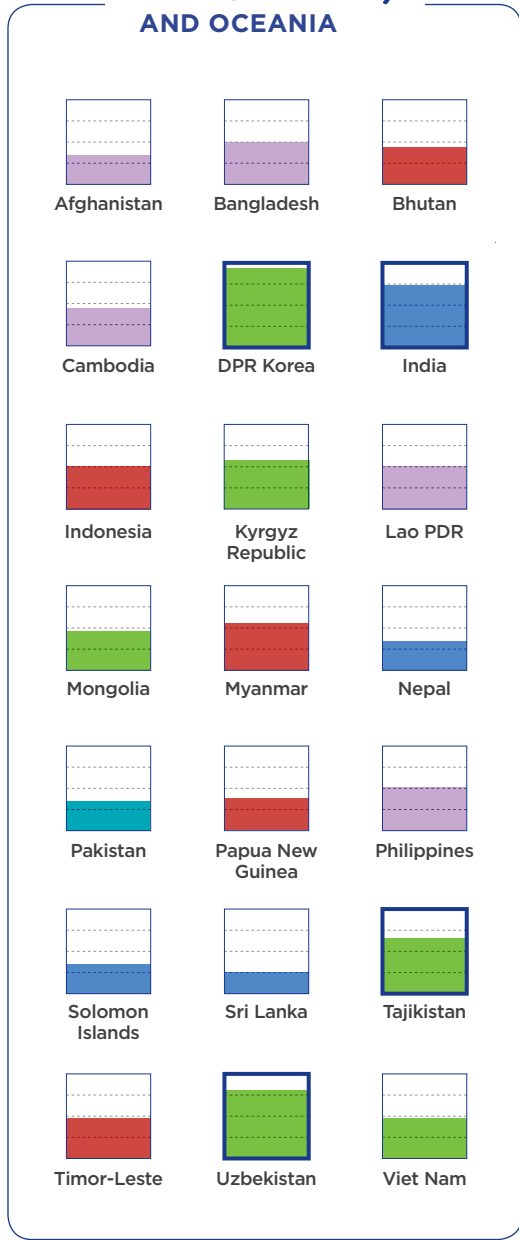 AND OCEANIA
Afghanistan
Bangladesh
Bhutan
Cambodia
DPR Korea
India
Indonesia
Kyrgyz
Republic
Lao PDR
Mongolia
Myanmar
Nepal
Pakistan
Papua New
Guinea
Philippines
Solomon
Islands
Sri Lanka
Tajikistan
Timor-Leste
Uzbekistan
Viet Nam